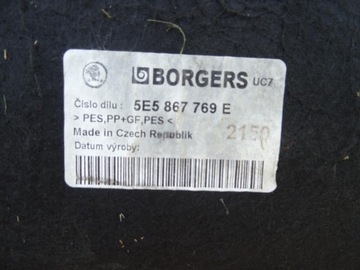 BORGERS UC7
Číslo dílu : 5E5 867 769 E
> PES,PP+GF,PES <
Made in Czech Republik 2150
Datum výroby: